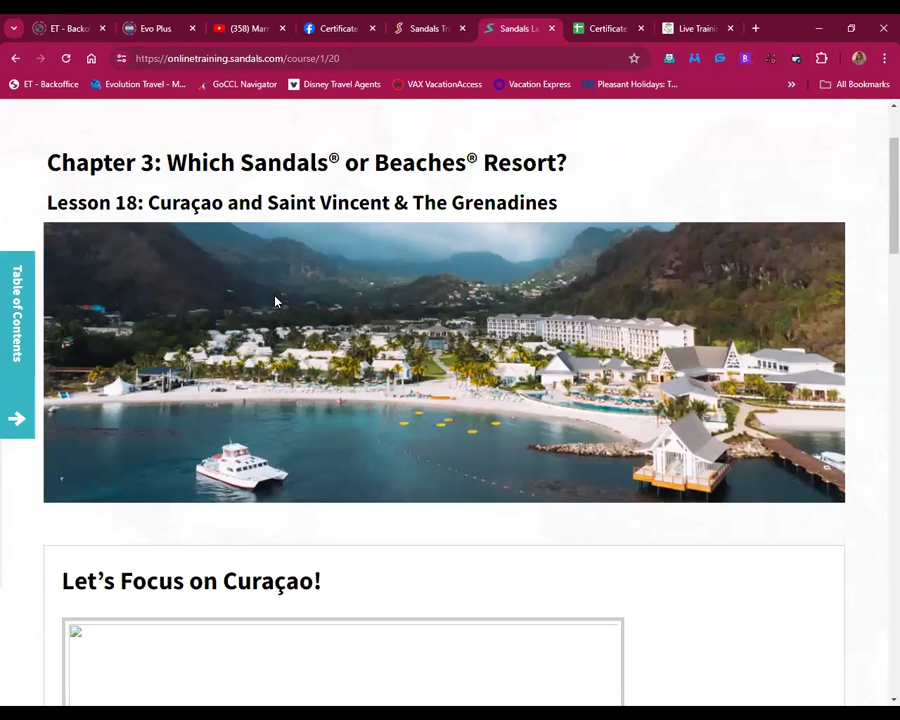 ET - Backo
Evo Plus
(358) Marr
Certificate
Sandals Tr
Sandals Le
Certificate
Live Trainin
https://onlinetraining.sandals.com/course/1/20
ET - Backoffice
Evolution Travel - M...
GoCCL Navigator
Disney Travel Agents
VAX VacationAccess
Vacation Express
Pleasant Holidays: T...
All Bookmarks
Chapter 3: Which Sandals® or Beaches® Resort?
Lesson 18: Curaçao and Saint Vincent & The Grenadines
Table of Contents
Let’s Focus on Curaçao!